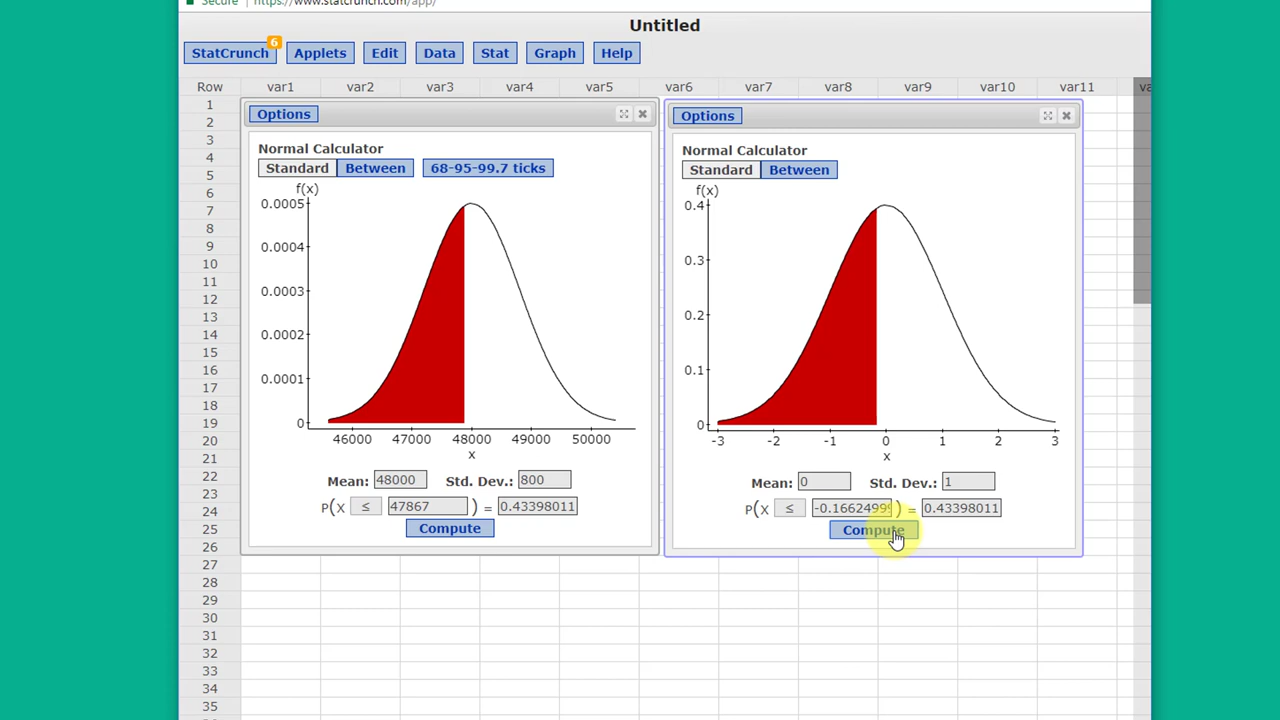 Secure https://www.statcrunch.com/app/
Untitled
StatCrunch 6 Applets Edit Data Stat Graph Help
Row var1 var2 var3 var4 var5 var6 var7 var8 var9 var10 var11
1
2
3
4
5
6
7
8
9
10
11
12
13
14
15
16
17
18
19
20
21
22
23
24
25
26
27
28
29
30
31
32
33
34
35
Options
Normal Calculator
Standard Between 68-95-99.7 ticks
f(x)
0.0005
0.0004
0.0003
0.0002
0.0001
0
46000 47000 48000 49000 50000
x
Mean: 48000 Std. Dev.: 800
P(X ≤ 47867 ) = 0.43398011
Compute
Options
Normal Calculator
Standard Between
f(x)
0.4
0.3
0.2
0.1
0
-3 -2 -1 0 1 2 3
x
Mean: 0 Std. Dev.: 1
P(X ≤ -0.16624999 ) = 0.43398011
Compute